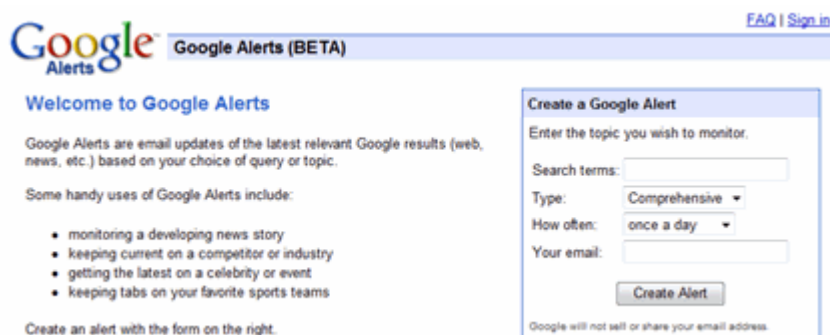 FAQ | Sign in
Google
Alerts
Google Alerts (BETA)
Welcome to Google Alerts
Google Alerts are email updates of the latest relevant Google results (web,
news, etc.) based on your choice of query or topic.
Some handy uses of Google Alerts include:
• monitoring a developing news story
• keeping current on a competitor or industry
• getting the latest on a celebrity or event
• keeping tabs on your favorite sports teams
Create an alert with the form on the right.
Create a Google Alert
Enter the topic you wish to monitor.
Search terms:
Type: Comprehensive
How often: once a day
Your email:
Create Alert
Google will not sell or share your email address.